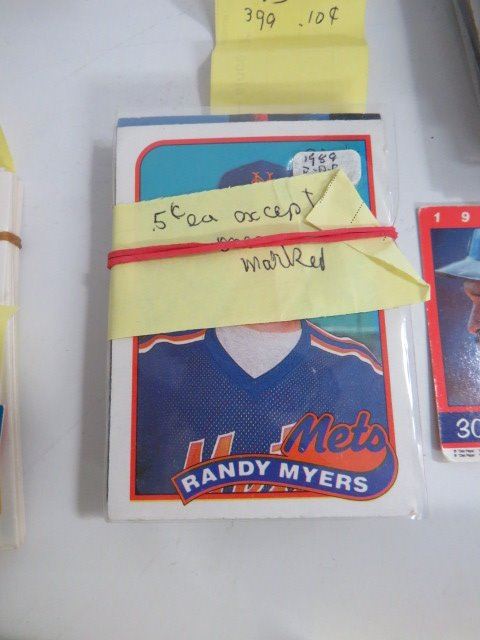 399 .10¢
1989
.5¢ ea except
marked
Mets
RANDY MYERS
19
30